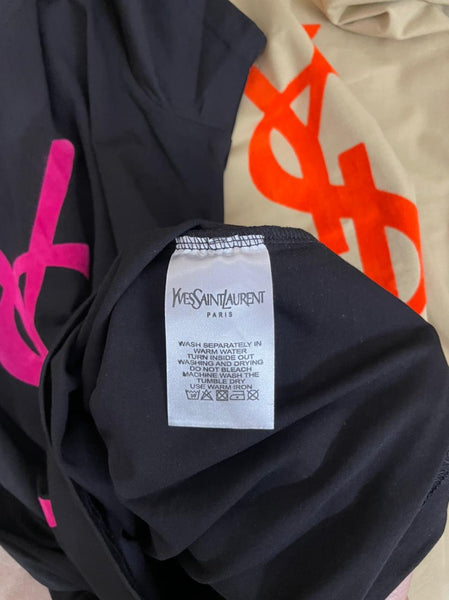 YVESSAINTLAURENT
PARIS
WASH SEPARATELY IN
WARM WATER
TURN INSIDE OUT
WASHING AND DRYING
DO NOT BLEACH
MACHINE WASH THE
TUMBLE DRY
USE WARM IRON